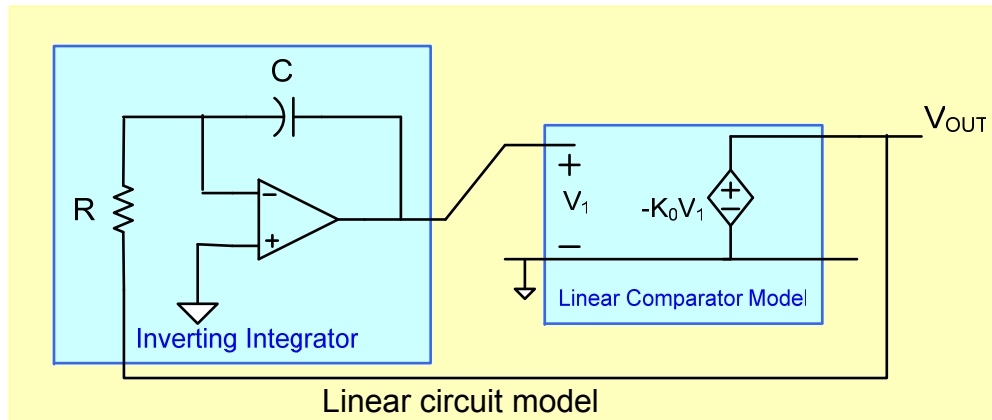 C
R
−
+
Inverting Integrator
+
V1
−
+
−
-K0V1
Linear Comparator Model
VOUT
Linear circuit model